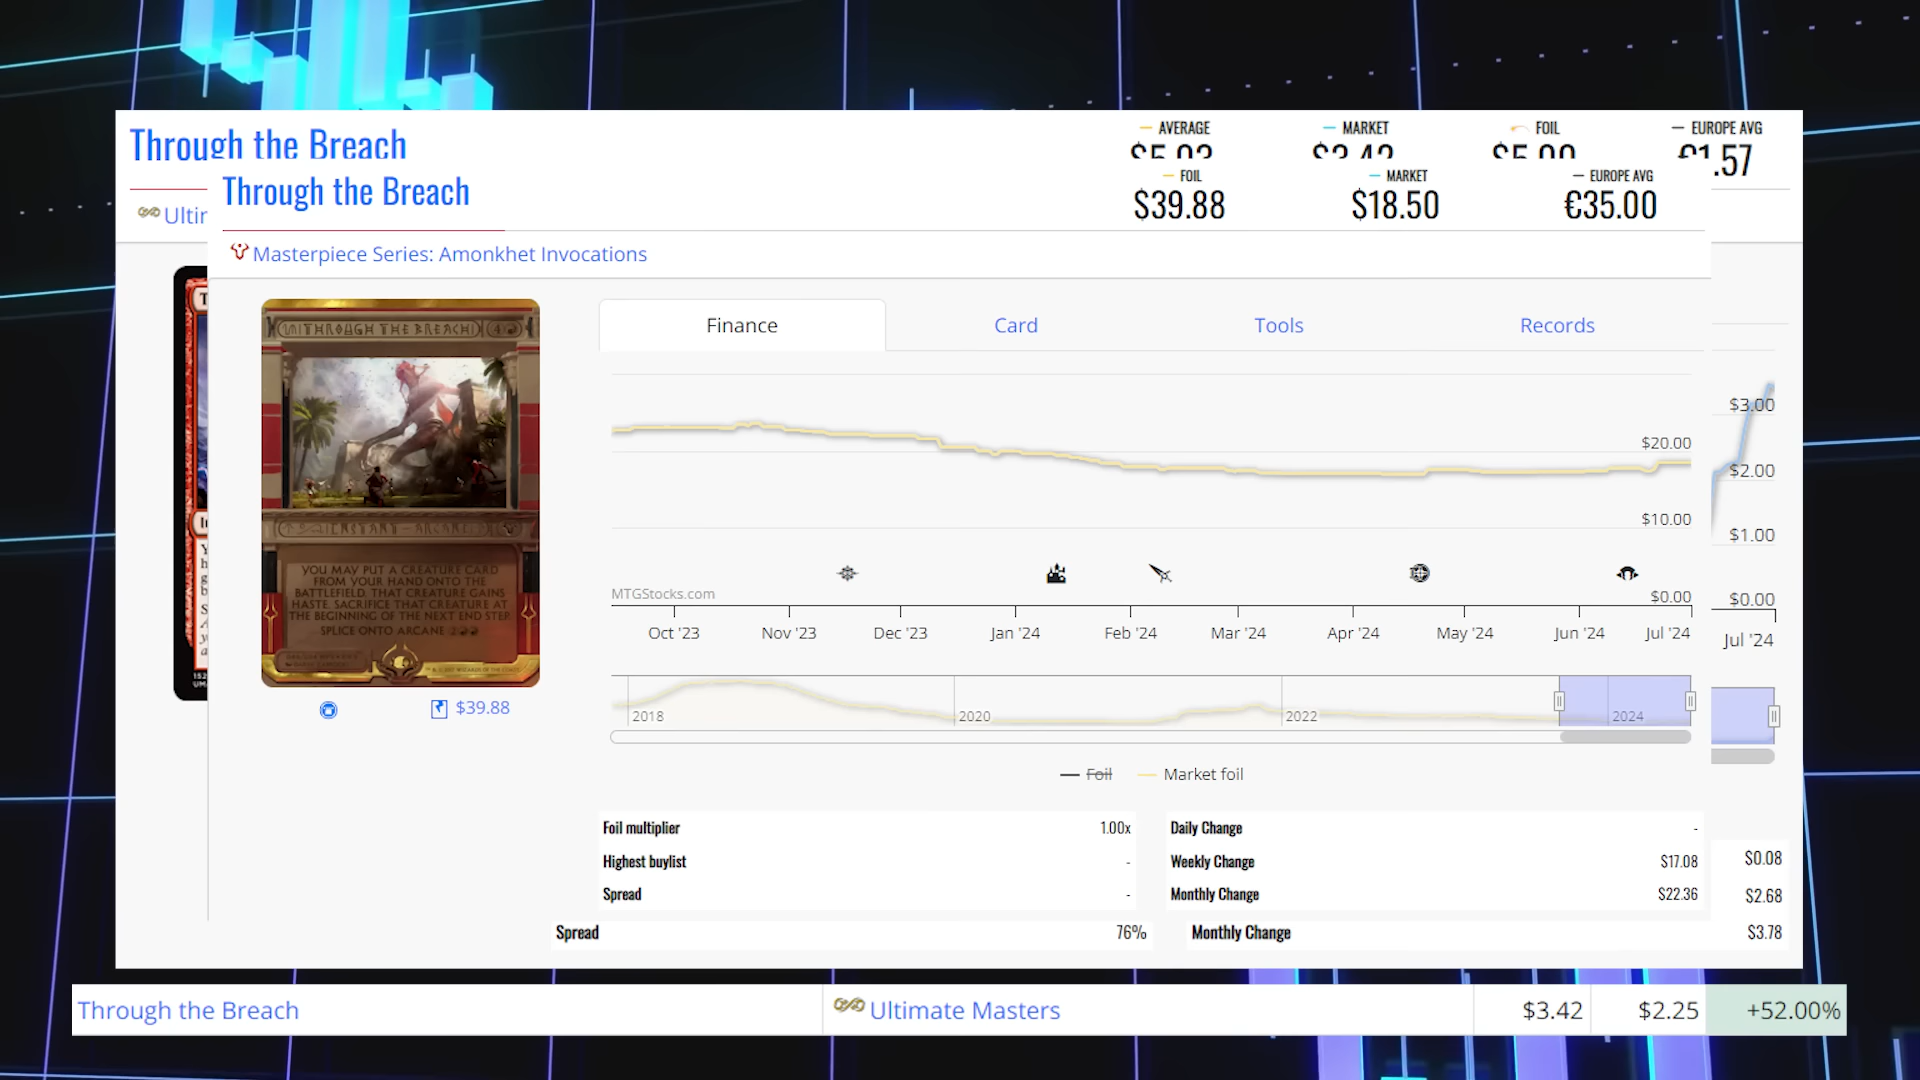 Through the Breach
AVERAGE
MARKET
FOIL
EUROPE AVG
$5.02
$3.42
€1.57
Through the Breach
FOIL
MARKET
EUROPE AVG
$39.88
$18.50
€35.00
Masterpiece Series: Amonkhet Invocations
Finance
Card
Tools
Records
THROUGH THE BREACH
INSTANT – ARCANE
YOU MAY PUT A CREATURE CARD
FROM YOUR HAND ONTO THE
BATTLEFIELD. THAT CREATURE GAINS
HASTE. SACRIFICE THAT CREATURE AT
THE BEGINNING OF THE NEXT END STEP.
SPLICE ONTO ARCANE
$39.88
$20.00
$10.00
$0.00
$3.00
$2.00
$1.00
$0.00
MTGStocks.com
Oct '23
Nov '23
Dec '23
Jan '24
Feb '24
Mar '24
Apr '24
May '24
Jun '24
Jul '24
Jul '24
2018
2020
2022
2024
Foil
Market foil
Foil multiplier
1.00x
Daily Change
-
Highest buylist
-
Weekly Change
$17.08
$0.08
Spread
-
Monthly Change
$22.36
$2.68
Spread
76%
Monthly Change
$3.78
Through the Breach
Ultimate Masters
$3.42
$2.25
+52.00%